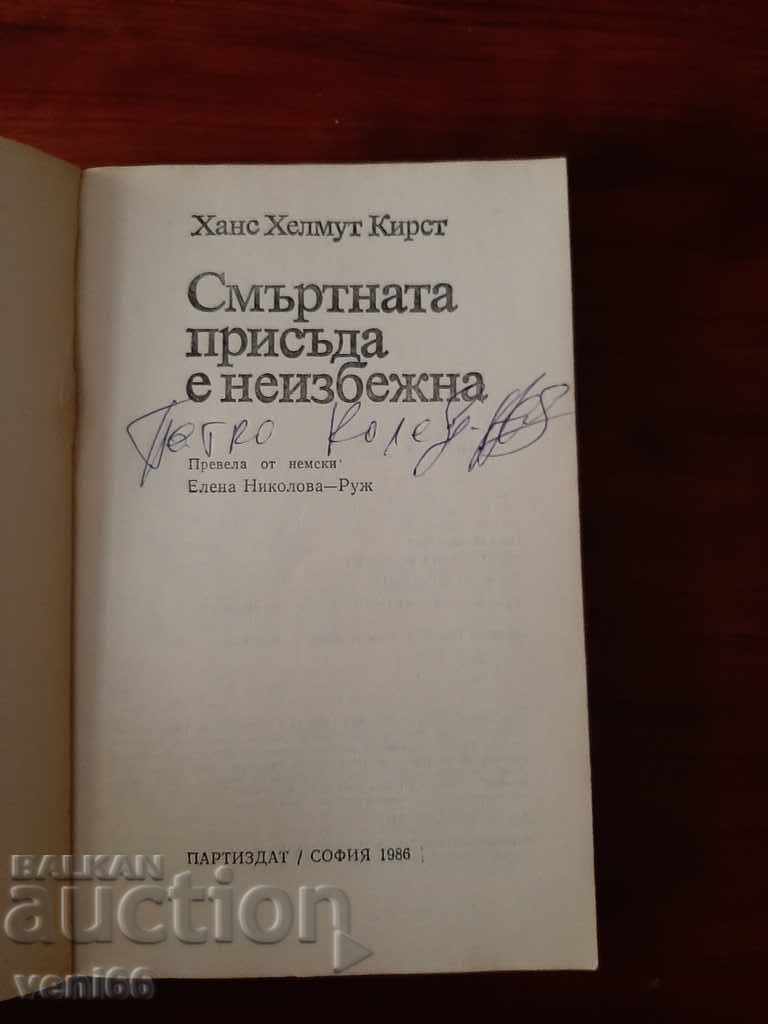 Ханс Хелмут Кирст
Смъртната
присъда
е неизбежна
Превела от немски
Елена Николова—Руж
ПАРТИЗДАТ / СОФИЯ 1986
BALKAN
auction
veni66